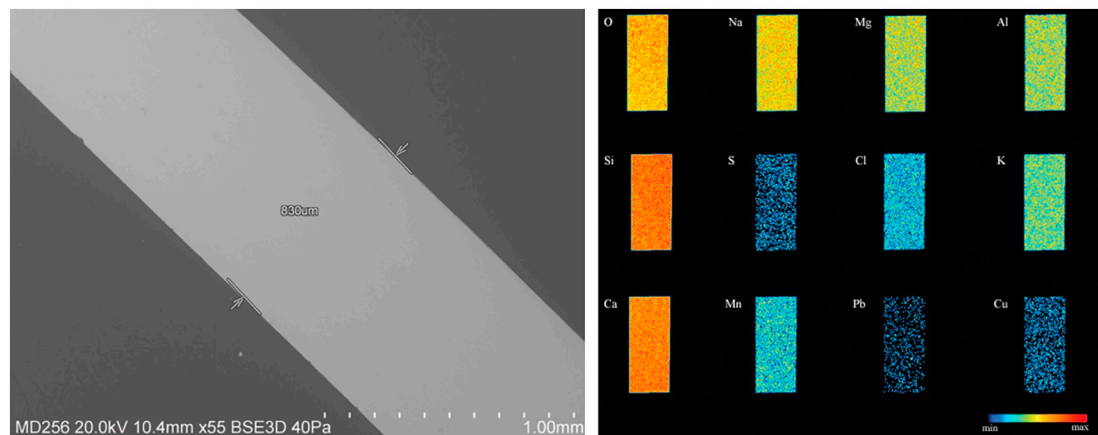 830um
MD256 20.0kV 10.4mm x55 BSE3D 40Pa 1.00mm
O Na Mg Al
Si S Cl K
Ca Mn Pb Cu
min max